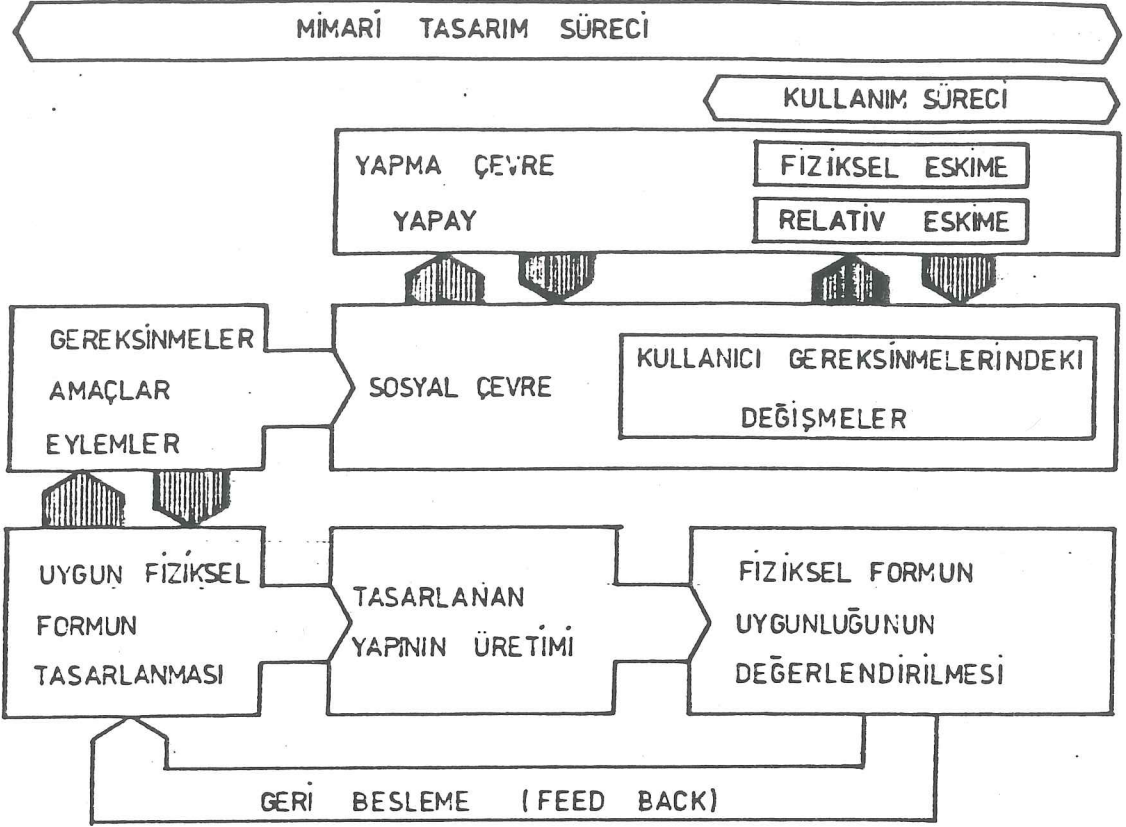 MİMARİ TASARIM SÜRECİ
KULLANIM SÜRECİ
YAPMA ÇEVRE
YAPAY
FİZİKSEL ESKİME
RELATİV ESKİME
GEREKSİNMELER
AMAÇLAR
EYLEMLER
SOSYAL ÇEVRE
KULLANICI GEREKSİNMELERİNDEKİ
DEĞİŞMELER
UYGUN FİZİKSEL
FORMUN
TASARLANMASI
TASARLANAN
YAPININ ÜRETİMİ
FİZİKSEL FORMUN
UYGUNLUĞUNUN
DEĞERLENDİRİLMESİ
GERİ BESLEME (FEED BACK)